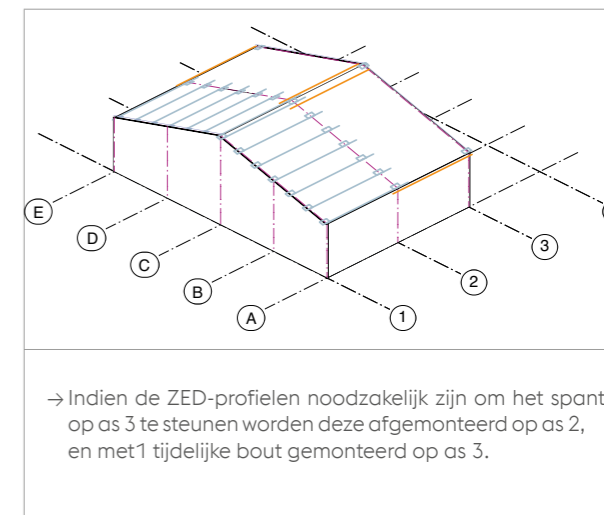 E
D
C
B
A
1
2
3
→ Indien de ZED-profielen noodzakelijk zijn om het spant
op as 3 te steunen worden deze afgemonteerd op as 2,
en met1 tijdelijke bout gemonteerd op as 3.